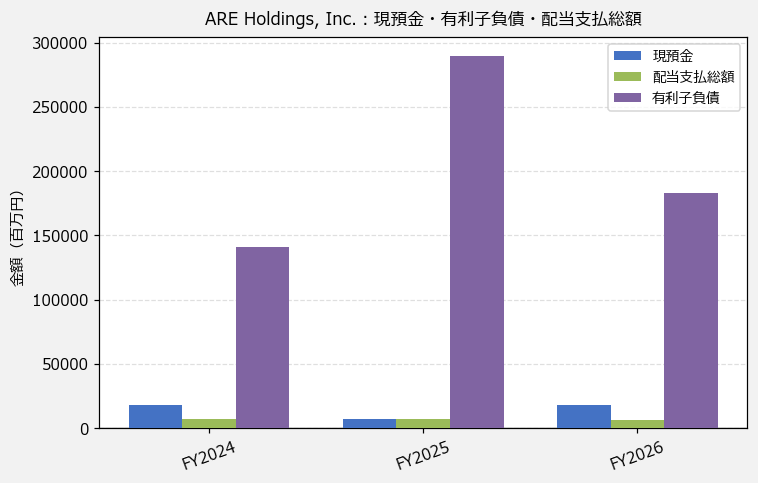 ARE Holdings, Inc. : 現預金・有利子負債・配当支払総額
現預金
配当支払総額
有利子負債
金額（百万円）
300000
250000
200000
150000
100000
50000
0
FY2024
FY2025
FY2026